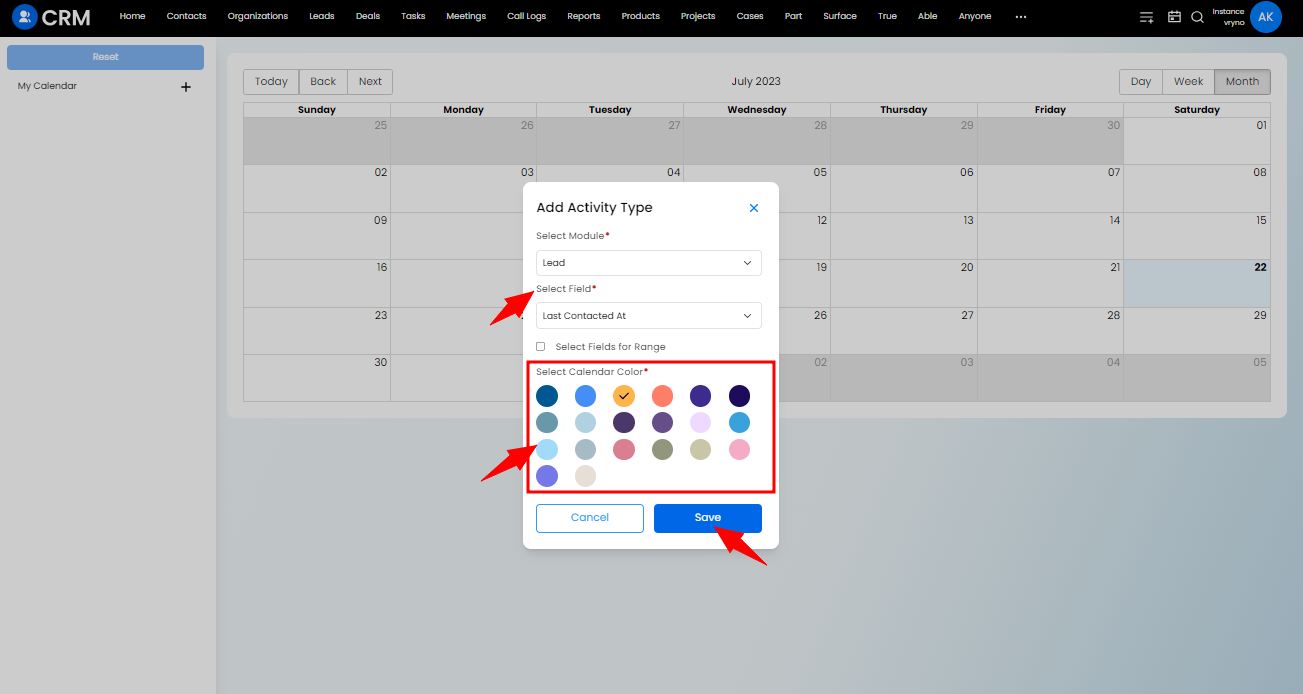 CRM Home Contacts Organizations Leads Deals Tasks Meetings Call Logs Reports Products Projects Cases Part Surface True Able Anyone ... Instance vryno AK
Reset
My Calendar +
Today Back Next July 2023 Day Week Month
Sunday Monday Tuesday Wednesday Thursday Friday Saturday
25 26 27 28 29 30 01
02 03 04 05 06 07 08
09 12 13 14 15
16 19 20 21 22
23 26 27 28 29
30 02 03 04 05
Add Activity Type
Select Module*
Lead
Select Field*
Last Contacted At
Select Fields for Range
Select Calendar Color*
Cancel Save